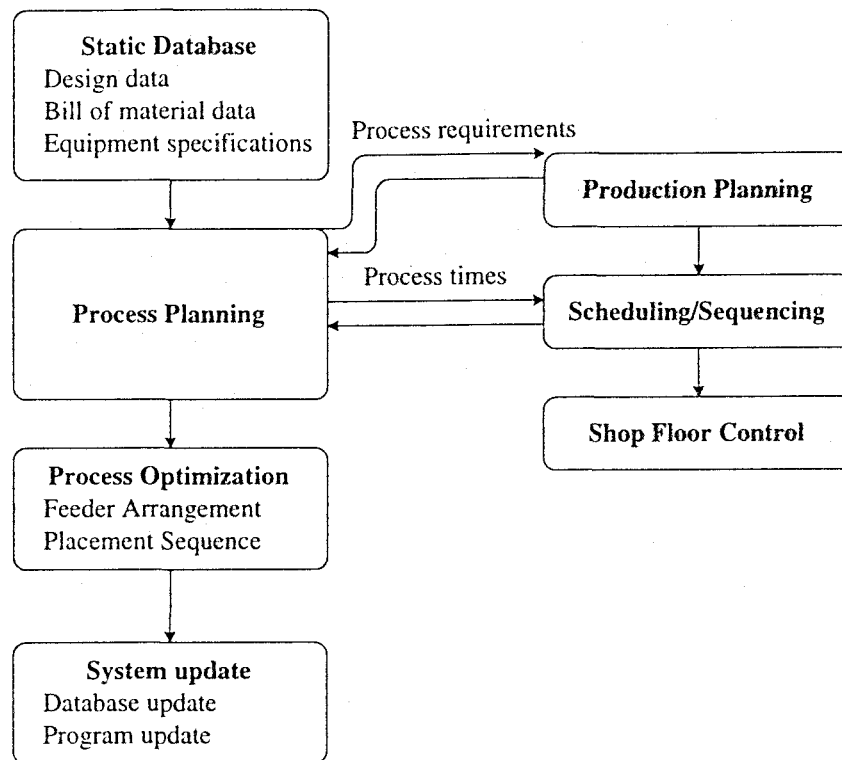 Static Database
Design data
Bill of material data
Equipment specifications
Process requirements
Production Planning
Process Planning
Process times
Scheduling/Sequencing
Shop Floor Control
Process Optimization
Feeder Arrangement
Placement Sequence
System update
Database update
Program update